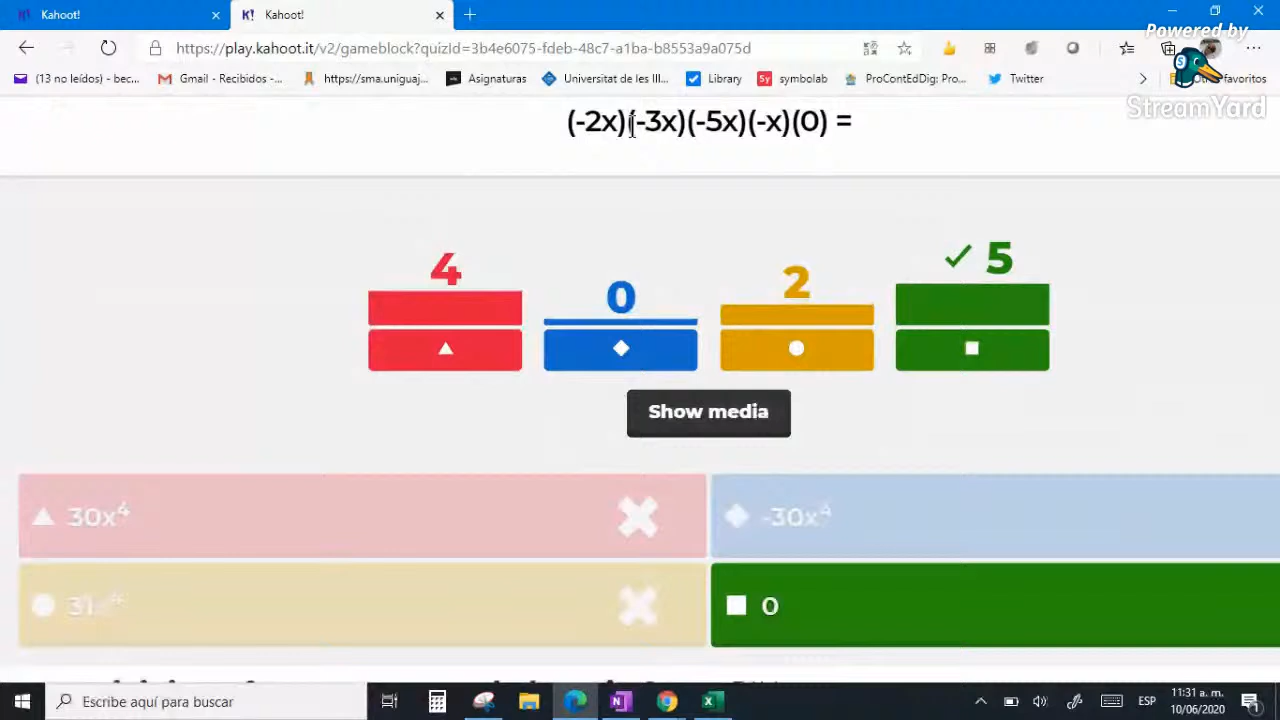 Kahoot!
Kahoot!
Powered by
https://play.kahoot.it/v2/gameblock?quizId=3b4e6075-fdeb-48c7-a1ba-b8553a9a075d
(13 no leídos) - bec...
Gmail - Recibidos -...
https://sma.uniguaj...
Asignaturas
Universitat de les Ill...
Library
symbolab
ProContEdDig: Pro...
Twitter
favoritos
StreamYard
(-2x)(-3x)(-5x)(-x)(0) =
4
0
2
5
Show media
30x⁴
-30x⁴
31x⁴
0
Escribe aquí para buscar
ESP
11:31 a. m.
10/06/2020
1